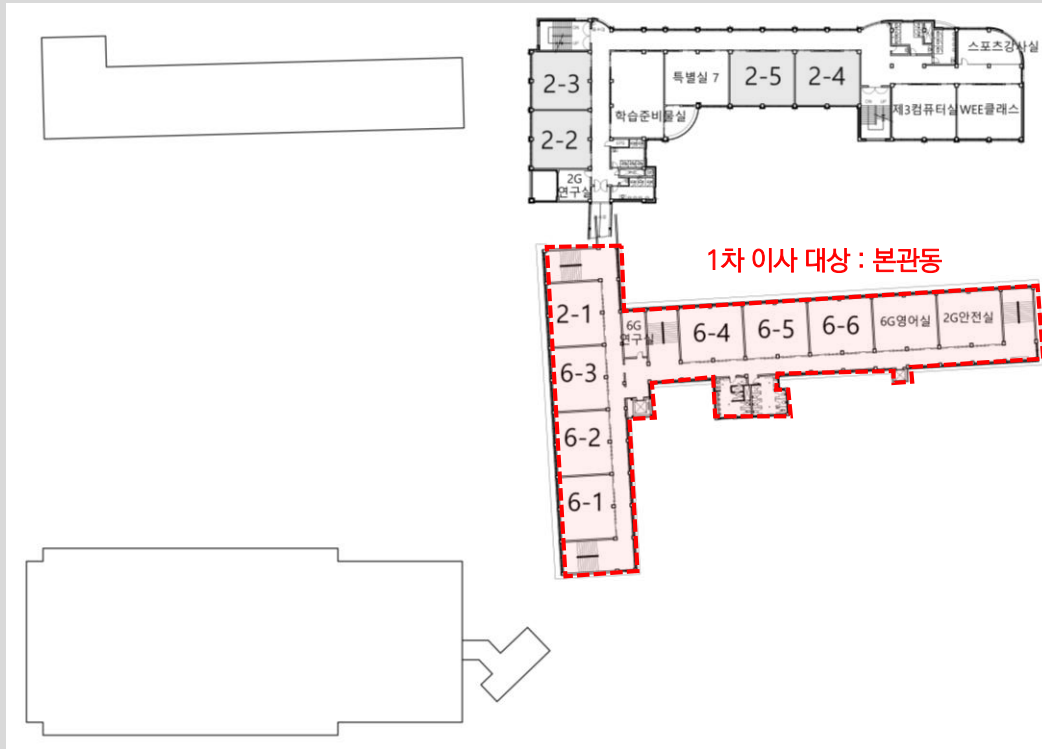 스포츠강사실
2-3
특별실 7
2-5
2-4
학습준비물실
제3컴퓨터실
WEE클래스
2-2
2G
연구실
1차 이사 대상 : 본관동
2-1
6G
연구실
6-4
6-5
6-6
6G영어실
2G안전실
6-3
6-2
6-1